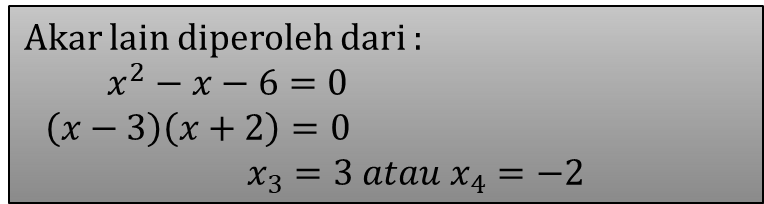 Akar lain diperoleh dari :
x² − x − 6 = 0
(x − 3)(x + 2) = 0
x₃ = 3 atau x₄ = −2